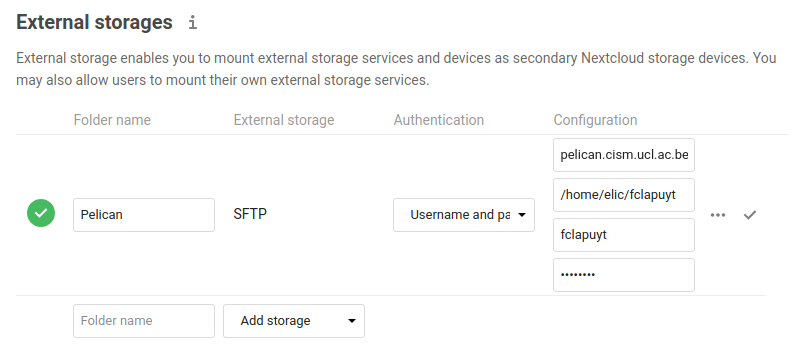 External storages
External storage enables you to mount external storage services and devices as secondary Nextcloud storage devices. You
may also allow users to mount their own external storage services.
Folder name External storage Authentication Configuration
pelican.cism.ucl.ac.be
/home/elic/fclapuyt
Pelican SFTP Username and pa
fclapuyt
••••••••
Folder name Add storage